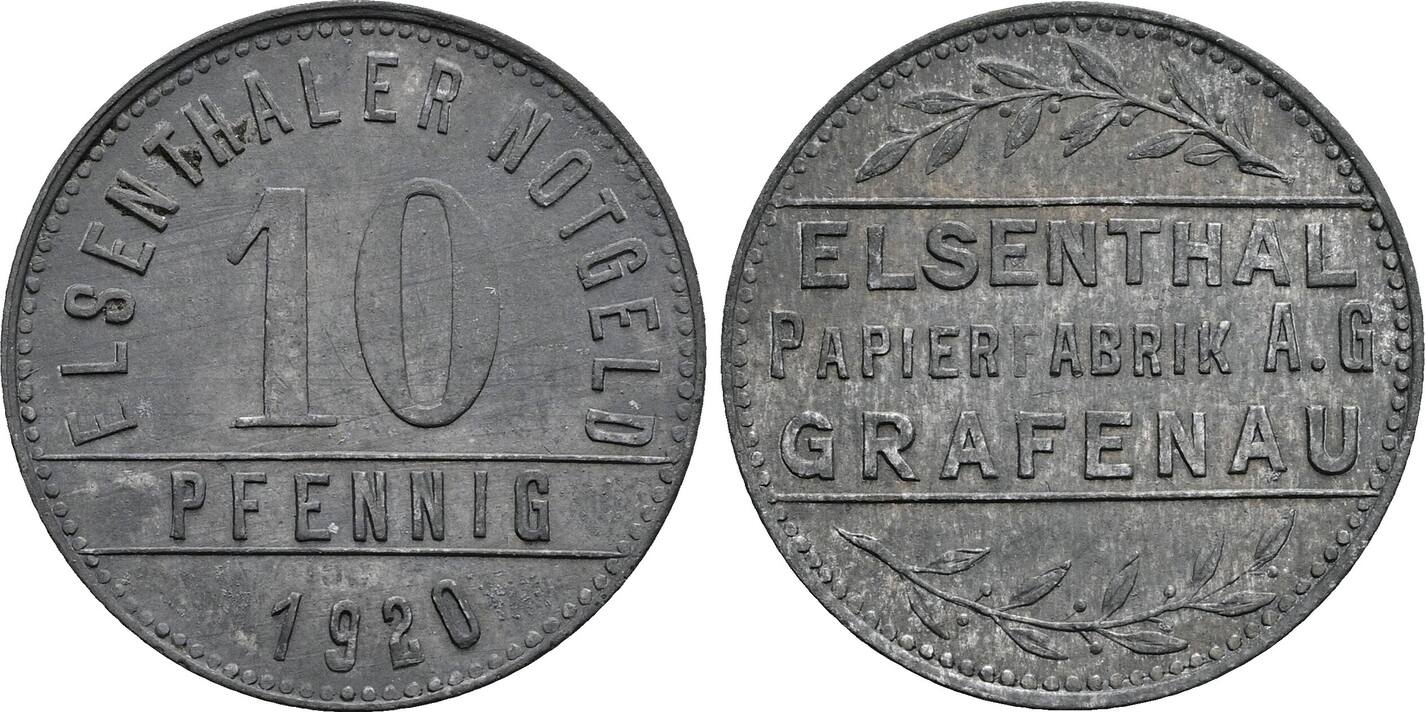 ELSENTHALER NOTGELD
10
PFENNIG
1920
ELSENTHAL
PAPIERFABRIK A.G
GRAFENAU